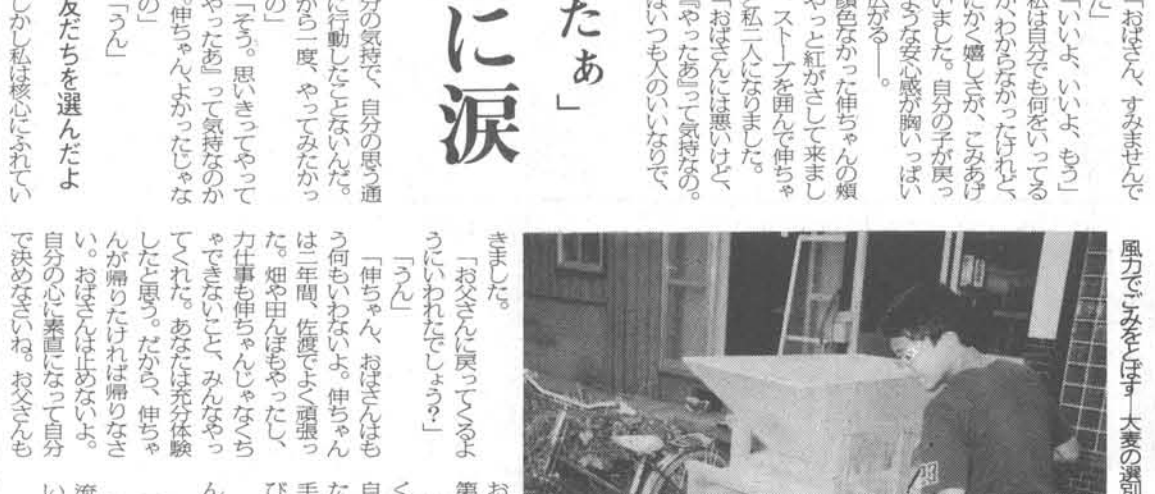 「おばさん、すみませんで
た」
「いいよ、いいよ、もう」
私は自分でも何をいってる
か、わからなかったけれど、
にかく嬉しさが、こみあげ
いました。自分の子が戻っ
ような安心感が胸いっぱい
広がる――。
顔色なかった伸ちゃんの頬
やっと紅がさして来まし
ストーブを囲んで伸ちゃ
私二人になりました。
「おばさんには悪いけど、
『やったあ』って気持なの。
はいつも人のいいなりで、
たぁ」
に涙
分の気持で、自分の思う通
に行動したことないんだ。
から一度、やってみたかっ
の」
「そう。思いきってやって
やったあ』って気持なのか
。伸ちゃん、よかったじゃな
の」
「うん」
友だちを選んだよ
しかし私は核心にふれてい
きました。
「お父さんに戻ってくるよ
うにいわれたでしょう？」
「うん」
「伸ちゃん、おばさんはも
う何もいわないよ。伸ちゃん
は二年間、佐渡でよく頑張っ
た。畑や田んぼもやったし、
力仕事も伸ちゃんじゃなくち
ゃできないこと、みんなやっ
てくれた。あなたは充分体験
したと思う。だから、伸ちゃ
んが帰りたければ帰りなさ
い。おばさんは止めないよ。
自分の心に素直になって自分
で決めなさいね。お父さんも
風力でごみをとばす―大麦の選別
お
第
く
自
た
手
び
ん
流
い